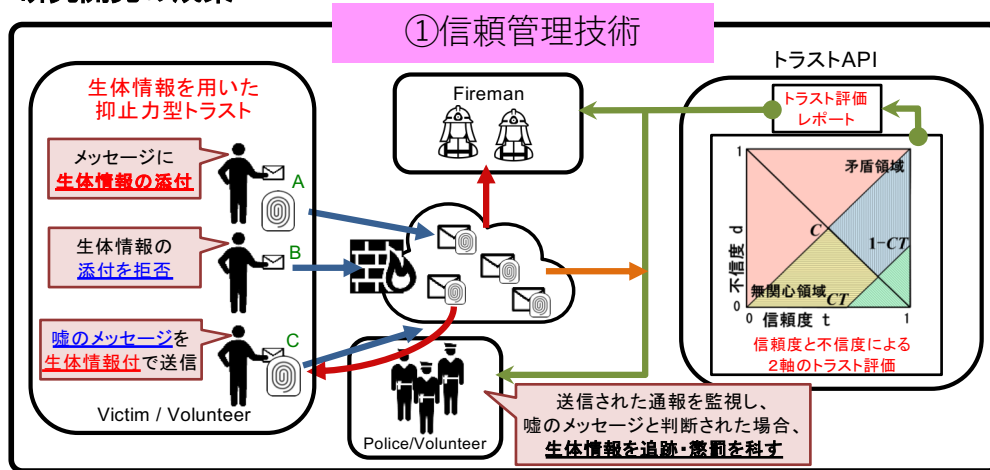 ①信頼管理技術
生体情報を用いた
抑止力型トラスト
メッセージに
生体情報の添付
A
生体情報の
添付を拒否
B
嘘のメッセージを
生体情報付で送信
C
Victim / Volunteer
Fireman
Police/Volunteer
送信された通報を監視し、
嘘のメッセージと判断された場合、
生体情報を追跡・懲罰を科す
トラストAPI
トラスト評価
レポート
1
矛盾領域
C
1-CT
不信度 d
無関心領域
CT
0
0 信頼度 t 1
信頼度と不信度による
2軸のトラスト評価